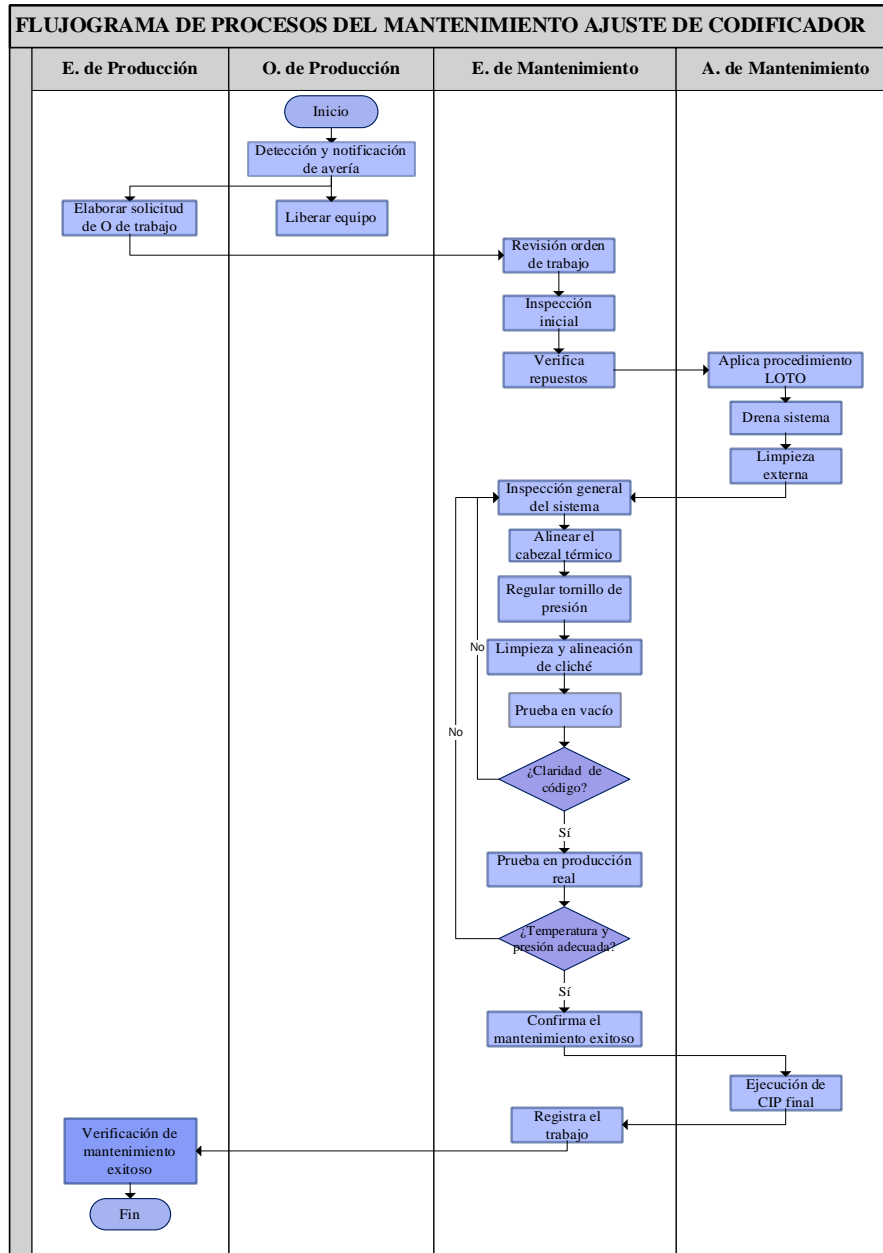 FLUJOGRAMA DE PROCESOS DEL MANTENIMIENTO AJUSTE DE CODIFICADOR
E. de Producción
O. de Producción
E. de Mantenimiento
A. de Mantenimiento
Inicio
Detección y notificación
de avería
Elaborar solicitud
de O de trabajo
Liberar equipo
Revisión orden
de trabajo
Inspección
inicial
Verifica
repuestos
Aplica procedimiento
LOTO
Drena sistema
Limpieza
externa
Inspección general
del sistema
Alinear el
cabezal térmico
Regular tornillo de
presión
Limpieza y alineación
de cliché
No
Prueba en vacío
No
¿Claridad de
código?
Sí
Prueba en producción
real
¿Temperatura y
presión adecuada?
Sí
Confirma el
mantenimiento exitoso
Ejecución de
CIP final
Registra el
trabajo
Verificación de
mantenimiento
exitoso
Fin